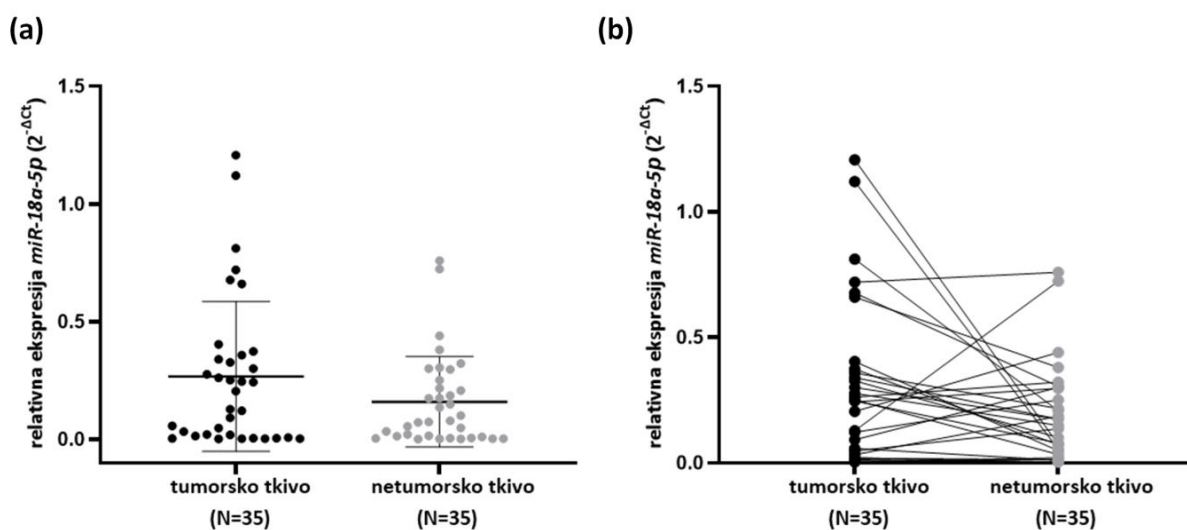 (a)
relativna ekspresija miR-18a-5p (2^-ΔCt)
1.5
1.0
0.5
0.0
tumorsko tkivo
(N=35)
netumorsko tkivo
(N=35)
(b)
relativna ekspresija miR-18a-5p (2^-ΔCt)
1.5
1.0
0.5
0.0
tumorsko tkivo
(N=35)
netumorsko tkivo
(N=35)